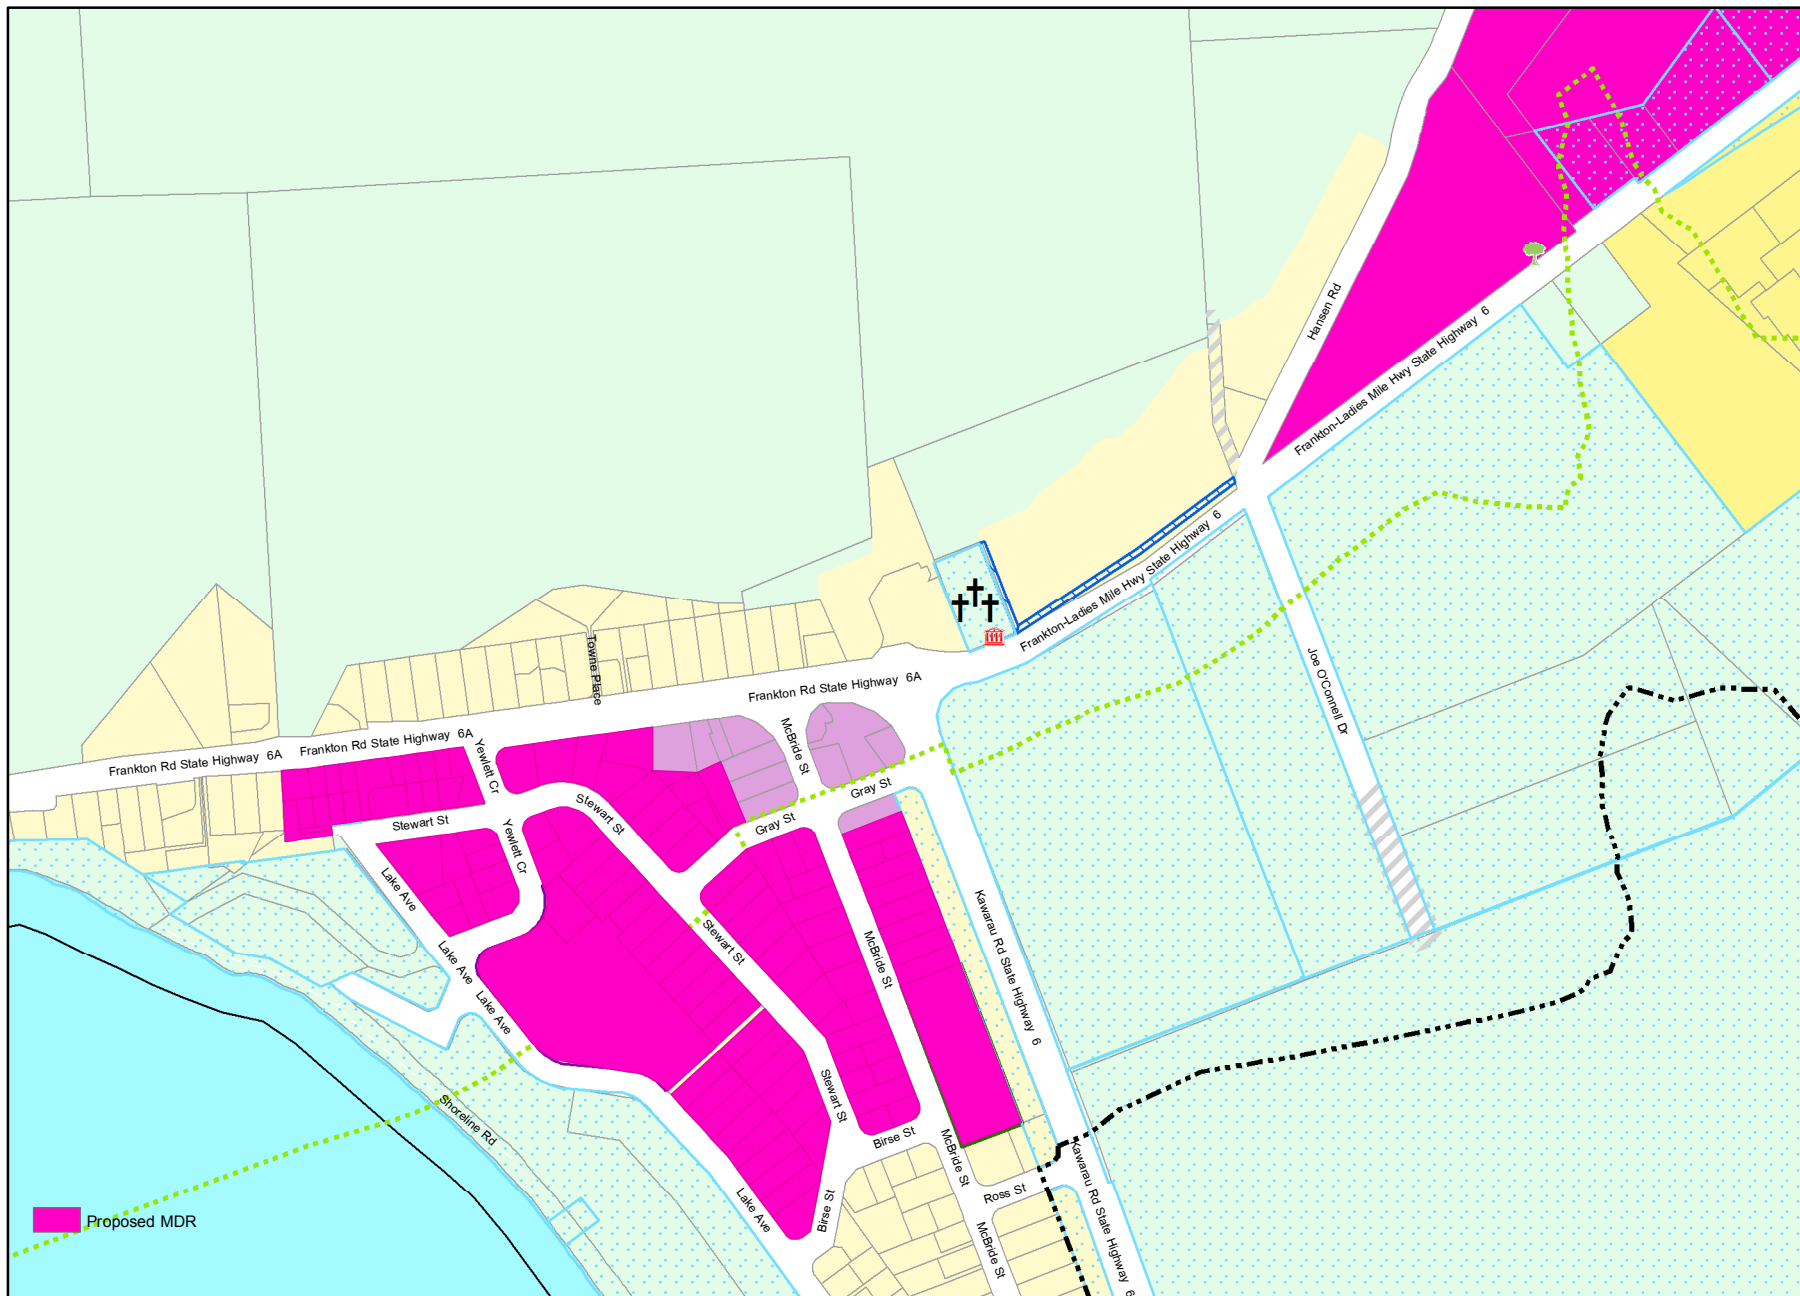 Hansen Rd
Frankton-Ladies Mile Hwy State Highway 6
Frankton-Ladies Mile Hwy State Highway 6
Joe O'Connell Dr
Towne Place
Frankton Rd State Highway 6A
Frankton Rd State Highway 6A
Frankton Rd State Highway 6A
McBride St
Yewlett Cr
Gray St
Gray St
Stewart St
Stewart St
Yewlett Cr
Lake Ave
Stewart St
McBride St
Kawarau Rd State Highway 6
Lake Ave
Lake Ave
Stewart St
Shoreline Rd
Birse St
McBride St
Kawarau Rd State Highway 6
Ross St
Lake Ave
Birse St
McBride St
Proposed MDR